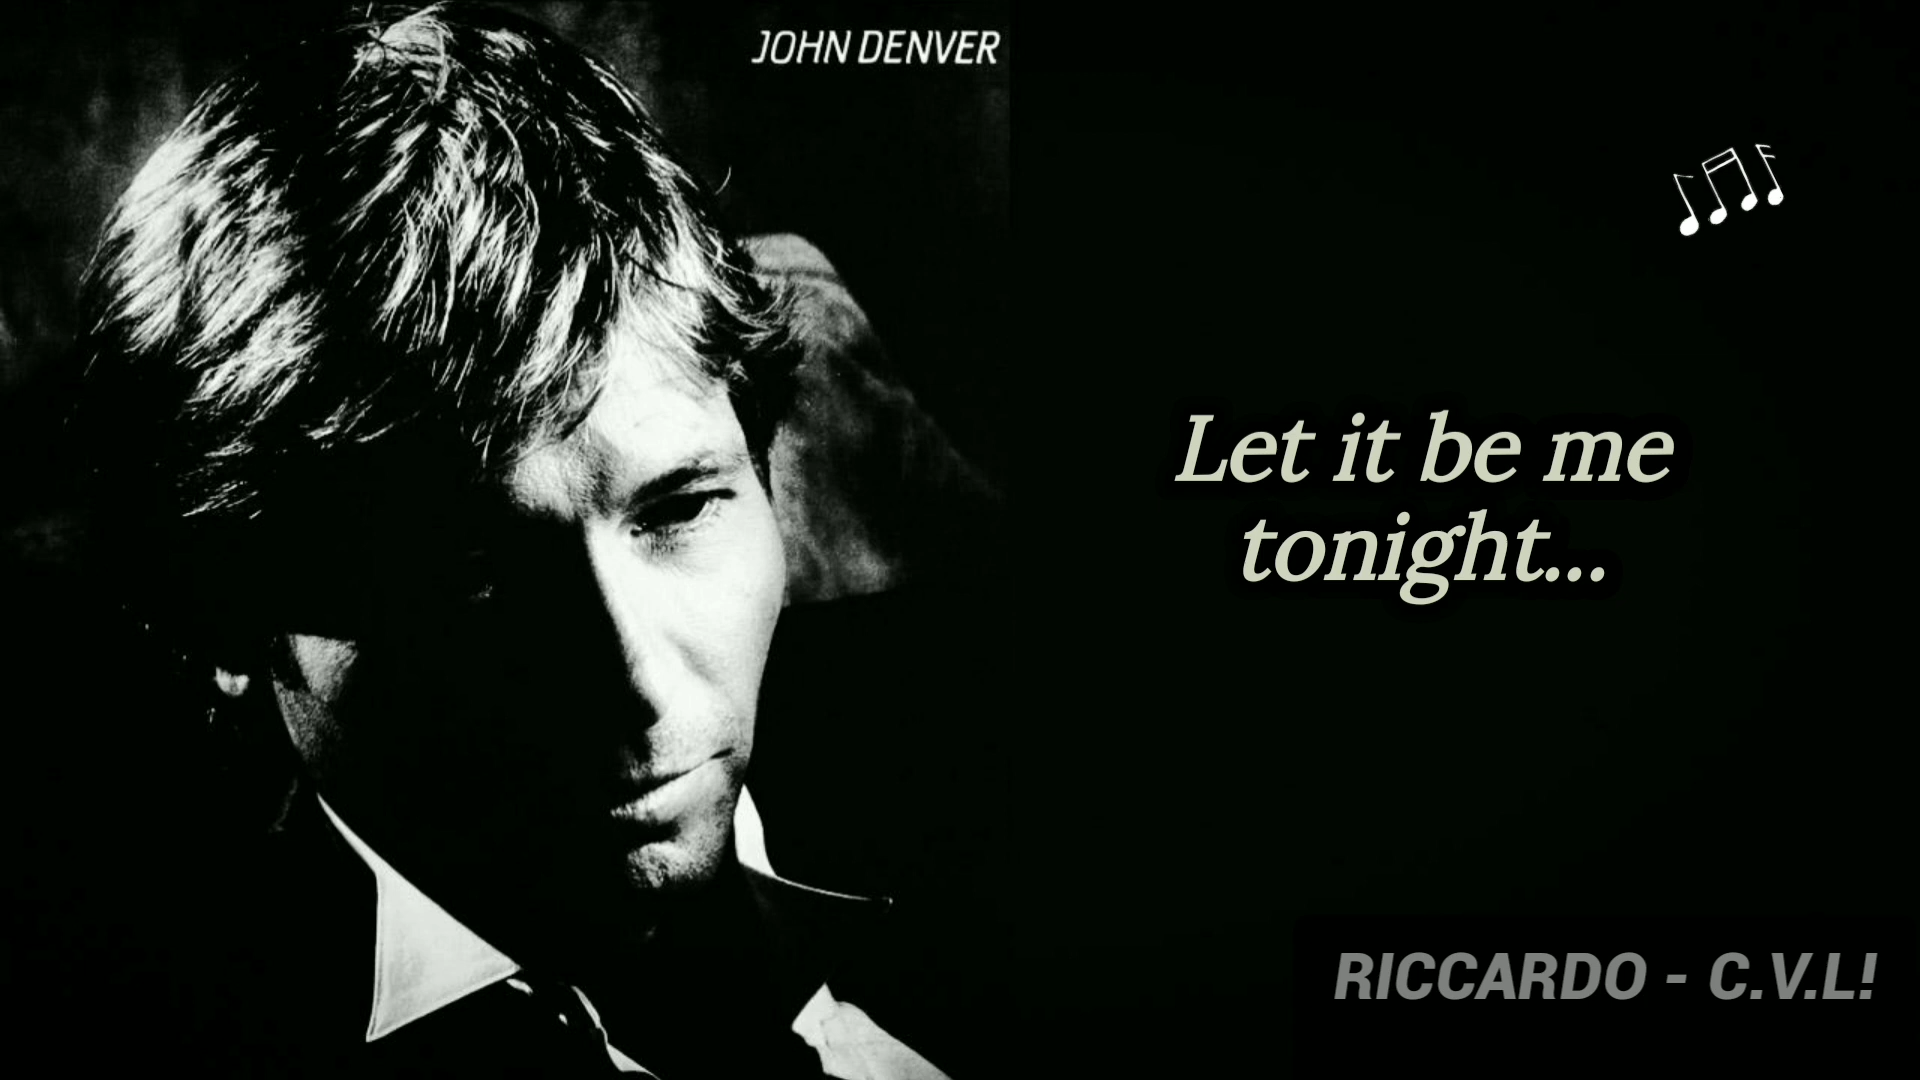 JOHN DENVER
Let it be me
tonight...
RICCARDO - C.V.L!